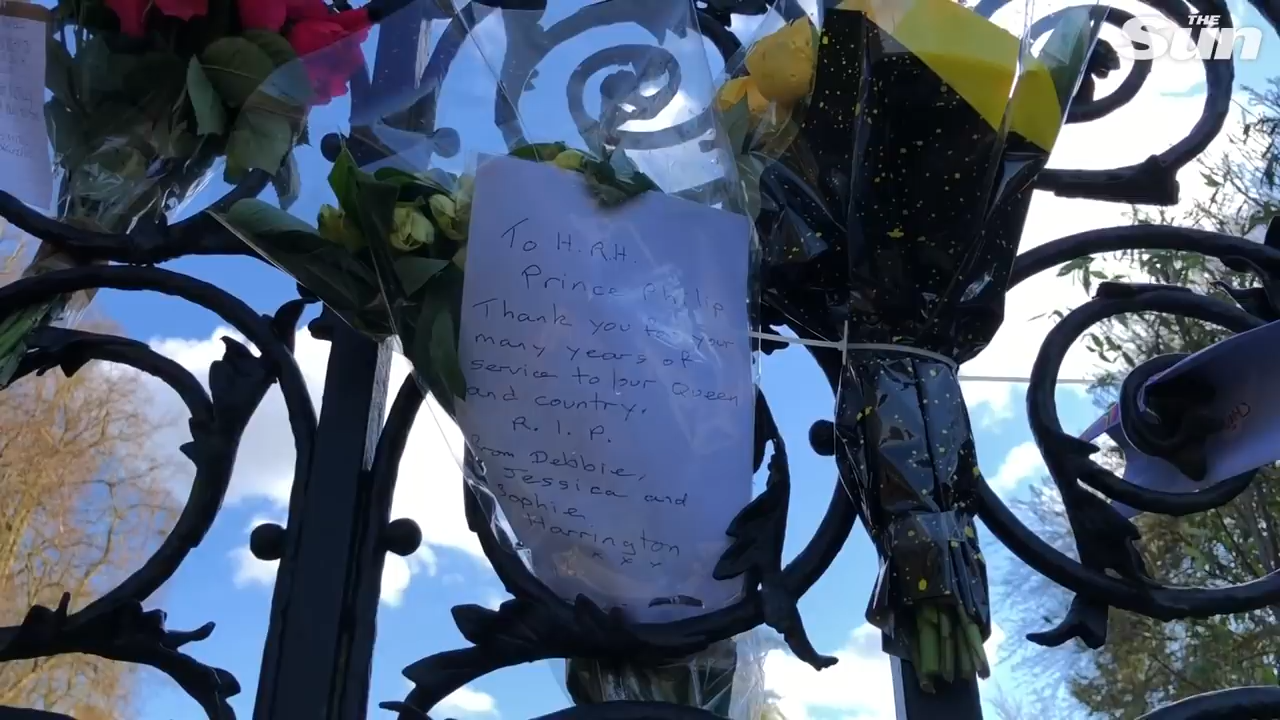 THE
Sun
To H.R.H.
Prince Philip
Thank you for your
many years of
service to our Queen
and country.
R. I. P.
from Debbie,
Jessica and
Sophie
Harrington
x x x